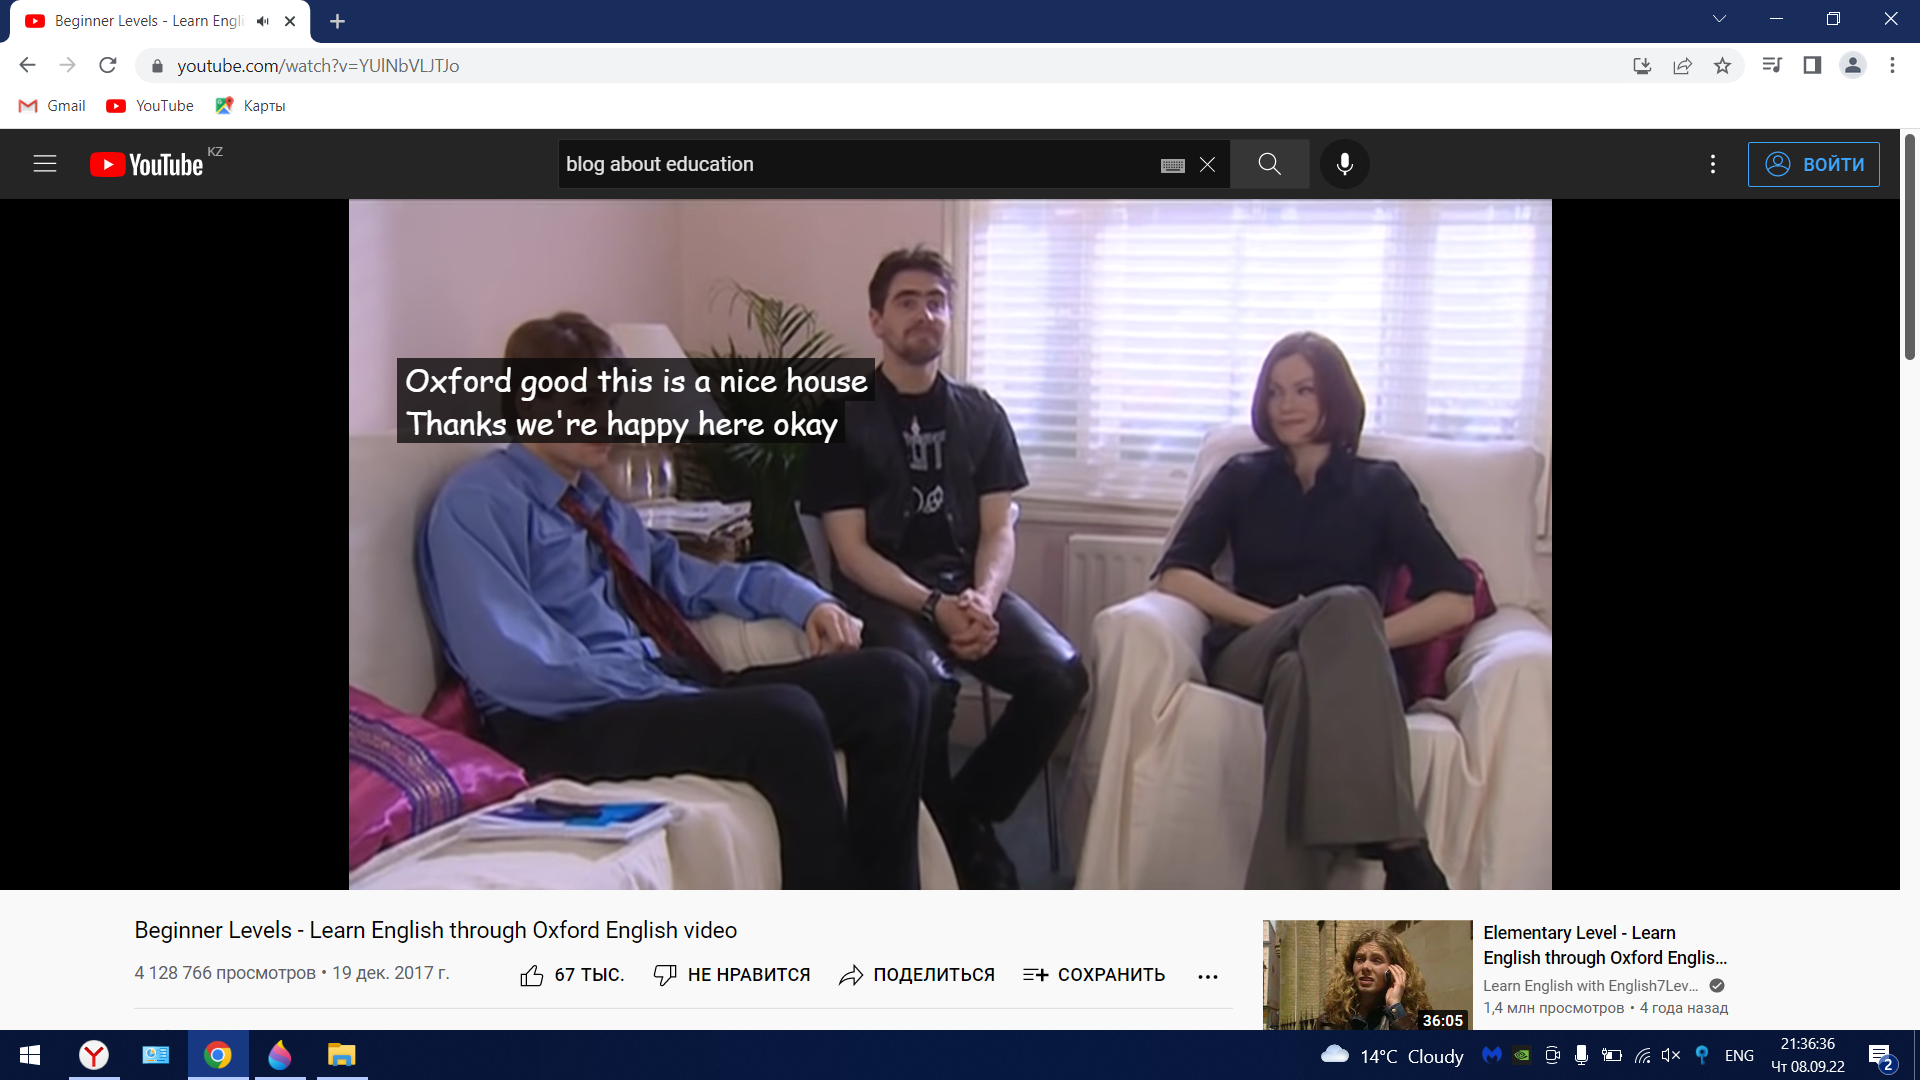 Beginner Levels - Learn Engli
youtube.com/watch?v=YUlNbVLJTJo
Gmail YouTube Карты
YouTube KZ
blog about education
ВОЙТИ
Oxford good this is a nice house
Thanks we're happy here okay
Beginner Levels - Learn English through Oxford English video
4 128 766 просмотров • 19 дек. 2017 г.
67 ТЫС. НЕ НРАВИТСЯ ПОДЕЛИТЬСЯ СОХРАНИТЬ
36:05
Elementary Level - Learn
English through Oxford Englis...
Learn English with English7Lev...
1,4 млн просмотров • 4 года назад
14°C Cloudy
ENG
21:36:36
Чт 08.09.22
2